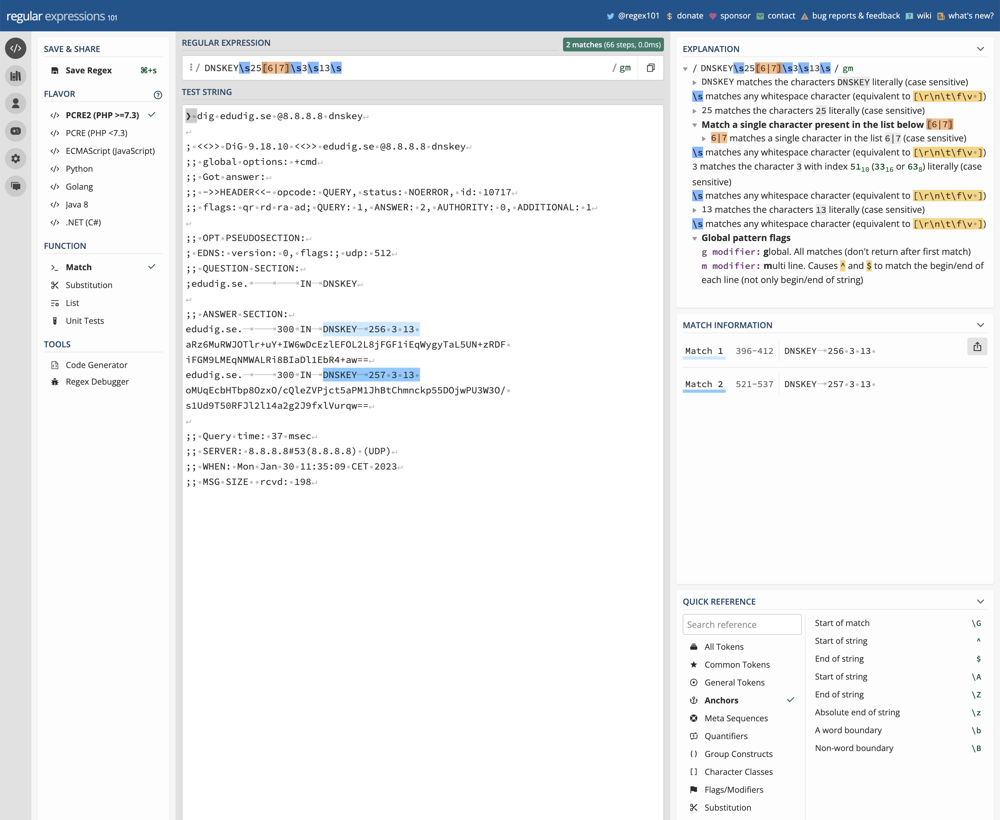 regular expressions 101
@regex101 donate sponsor contact bug reports & feedback wiki what's new?
SAVE & SHARE
Save Regex ⌘+s
FLAVOR
PCRE2 (PHP >=7.3)
PCRE (PHP <7.3)
ECMAScript (JavaScript)
Python
Golang
Java 8
.NET (C#)
FUNCTION
Match
Substitution
List
Unit Tests
TOOLS
Code Generator
Regex Debugger
REGULAR EXPRESSION
2 matches (66 steps, 0.0ms)
/ DNSKEY\s25[6|7]\s3\s13\s / gm
TEST STRING
❯ dig edudig.se @8.8.8.8 dnskey
; <<>> DiG 9.18.10 <<>> edudig.se @8.8.8.8 dnskey
;; global options: +cmd
;; Got answer:
;; ->>HEADER<<- opcode: QUERY, status: NOERROR, id: 10717
;; flags: qr rd ra ad; QUERY: 1, ANSWER: 2, AUTHORITY: 0, ADDITIONAL: 1
;; OPT PSEUDOSECTION:
; EDNS: version: 0, flags:; udp: 512
;; QUESTION SECTION:
;edudig.se. IN DNSKEY
;; ANSWER SECTION:
edudig.se. 300 IN DNSKEY 256 3 13
aRz6MuRWJOTlr+uY+IW6wDcEzlEFOL2L8jFGF1iEqWygyTaL5UN+zRDF
iFGM9LMEqNMWALRi8BIaDl1EbR4+aw==
edudig.se. 300 IN DNSKEY 257 3 13
oMUqEcbHTbp8OzxO/cQleZVPjct5aPM1JhBtChmnckp55DOjwPU3W3O/
s1Ud9T50RFJl2l14a2g2J9fxlVurqw==
;; Query time: 37 msec
;; SERVER: 8.8.8.8#53(8.8.8.8) (UDP)
;; WHEN: Mon Jan 30 11:35:09 CET 2023
;; MSG SIZE  rcvd: 198
EXPLANATION
/ DNSKEY\s25[6|7]\s3\s13\s / gm
DNSKEY matches the characters DNSKEY literally (case sensitive)
\s matches any whitespace character (equivalent to [\r\n\t\f\v ])
25 matches the characters 25 literally (case sensitive)
Match a single character present in the list below [6|7]
6|7 matches a single character in the list 6|7 (case sensitive)
\s matches any whitespace character (equivalent to [\r\n\t\f\v ])
3 matches the character 3 with index 51₁₀ (33₁₆ or 63₈) literally (case
sensitive)
\s matches any whitespace character (equivalent to [\r\n\t\f\v ])
13 matches the characters 13 literally (case sensitive)
\s matches any whitespace character (equivalent to [\r\n\t\f\v ])
Global pattern flags
g modifier: global. All matches (don't return after first match)
m modifier: multi line. Causes ^ and $ to match the begin/end of
each line (not only begin/end of string)
MATCH INFORMATION
Match 1 396-412 DNSKEY 256 3 13
Match 2 521-537 DNSKEY 257 3 13
QUICK REFERENCE
Search reference
All Tokens
Common Tokens
General Tokens
Anchors
Meta Sequences
Quantifiers
Group Constructs
Character Classes
Flags/Modifiers
Substitution
Start of match \G
Start of string ^
End of string $
Start of string \A
End of string \Z
Absolute end of string \z
A word boundary \b
Non-word boundary \B